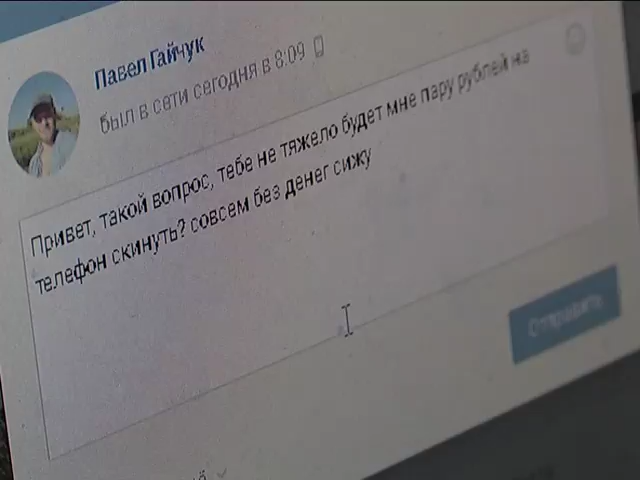 Павел Гайчук
был в сети сегодня в 8:09
Привет, такой вопрос, тебе не тяжело будет мне пару рублей на
телефон скинуть? совсем без денег сижу
Отправить